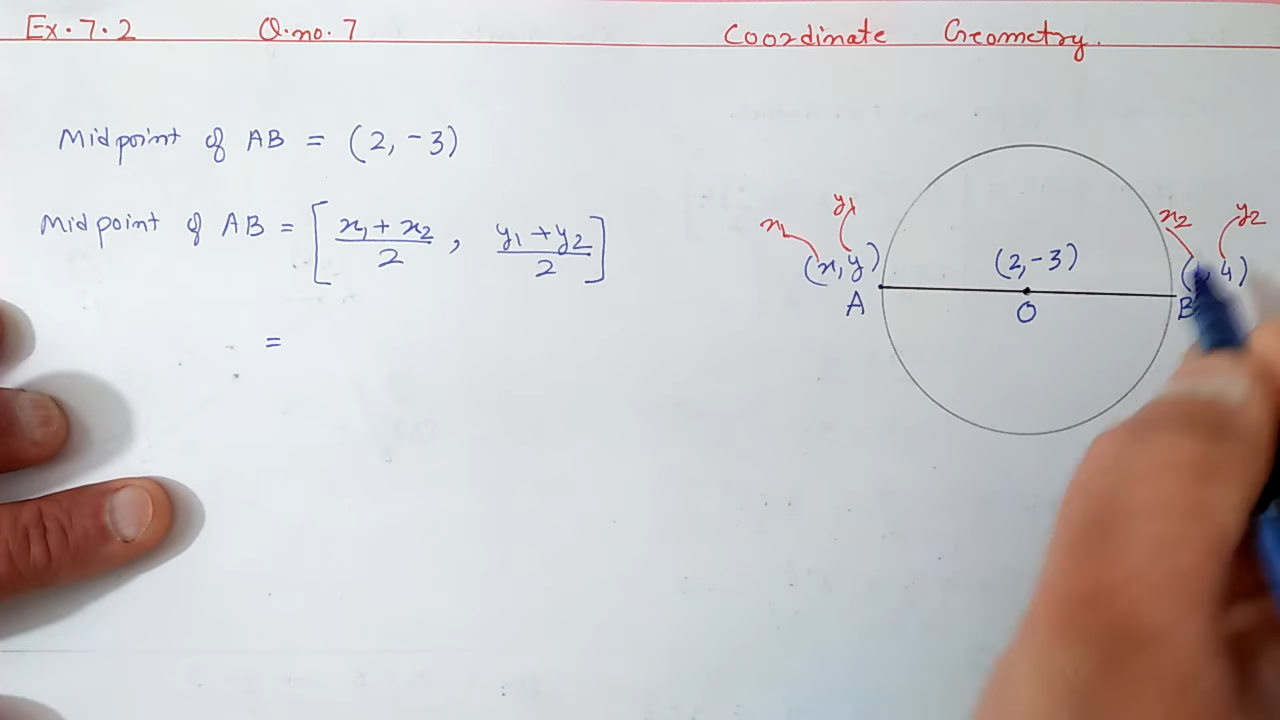 Ex.7.2 Q.no.7 Coordinate Geometry.
Midpoint of AB = (2, -3)
Midpoint of AB = [ x₁ + x₂ / 2 , y₁ + y₂ / 2 ]
=
x₁ y₁ x₂ y₂
(x, y) (2, -3) ( , 4)
A O B